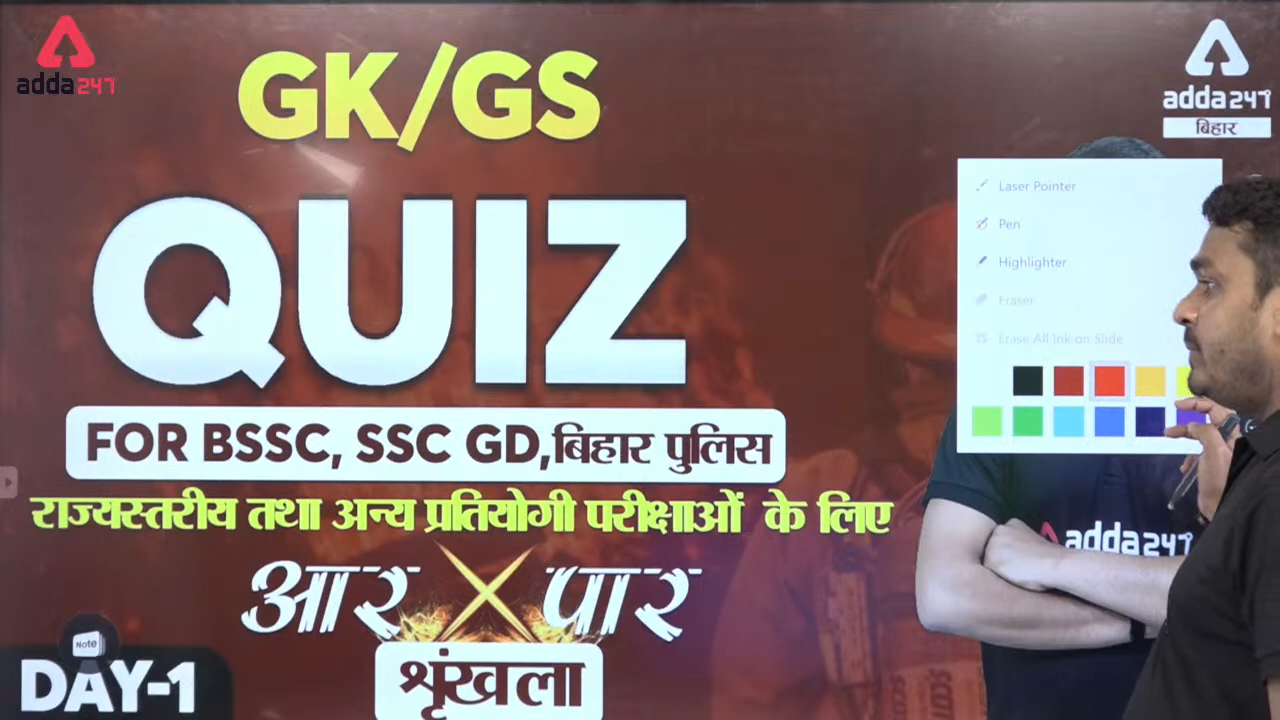 adda247
GK/GS
adda247
बिहार
QUIZ
Laser Pointer
Pen
Highlighter
Eraser
Erase All Ink on Slide
FOR BSSC, SSC GD,बिहार पुलिस
राज्यस्तरीय तथा अन्य प्रतियोगी परीक्षाओं के लिए
adda247
आर X पार
Note
DAY-1
शृंखला